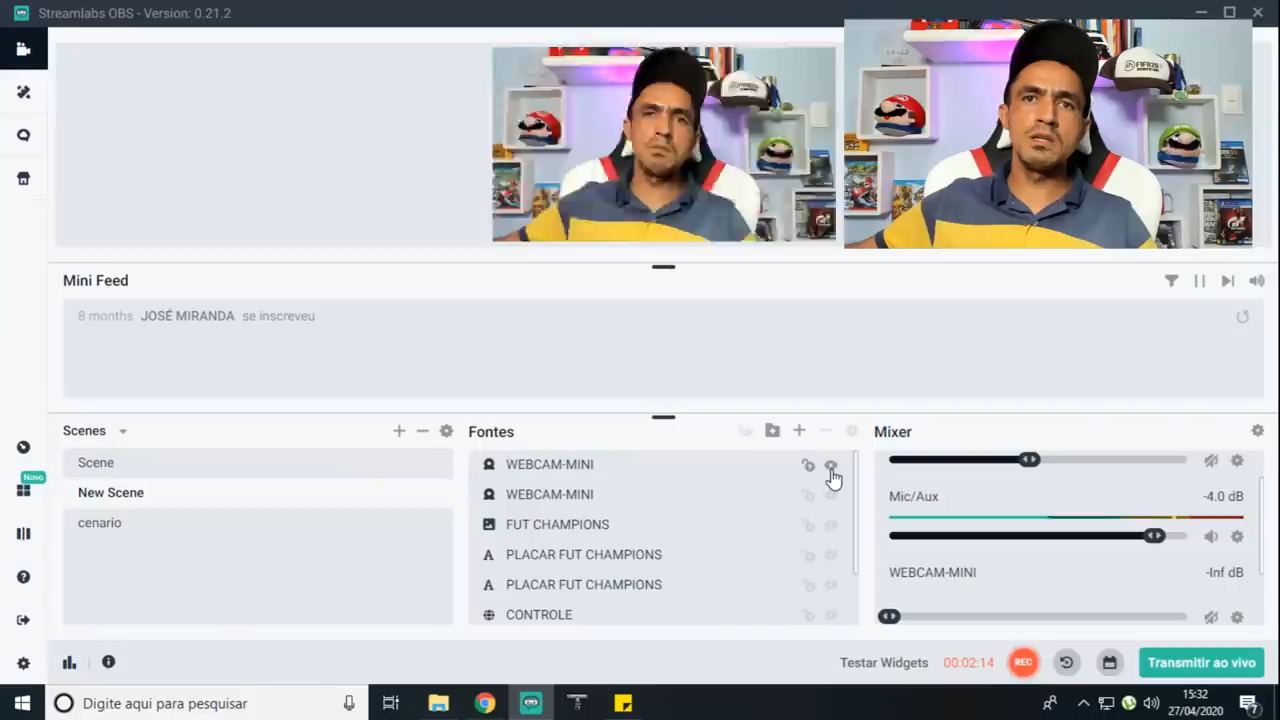 Streamlabs OBS - Version: 0.21.2
FIFA20
Mini Feed
8 months JOSÉ MIRANDA se inscreveu
Scenes
Fontes
Mixer
Scene
New Scene
cenario
WEBCAM-MINI
WEBCAM-MINI
FUT CHAMPIONS
PLACAR FUT CHAMPIONS
PLACAR FUT CHAMPIONS
CONTROLE
Mic/Aux -4.0 dB
WEBCAM-MINI -Inf dB
Novo
Testar Widgets 00:02:14 REC Transmitir ao vivo
Digite aqui para pesquisar
15:32
27/04/2020
7